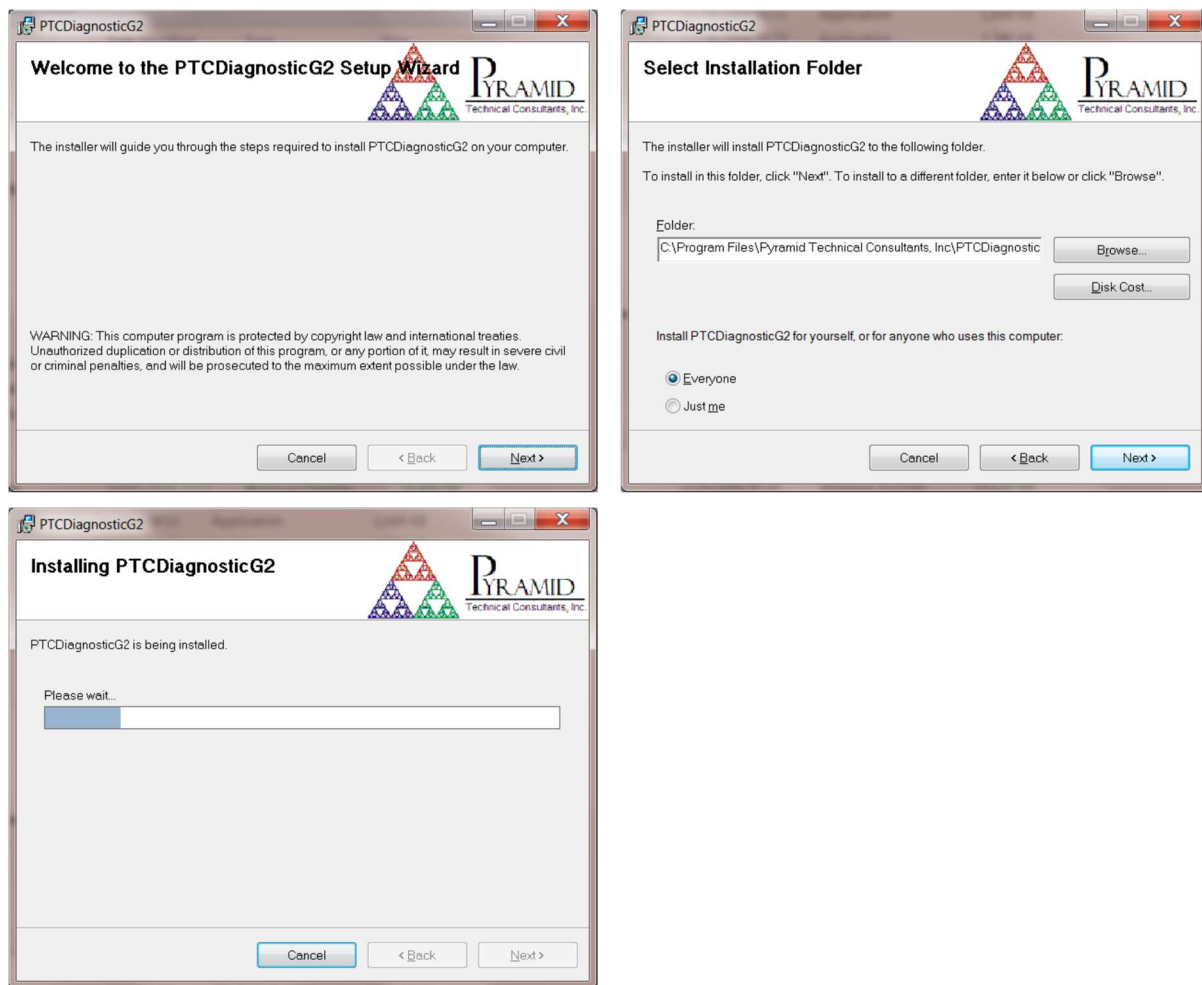 PTCDiagnosticG2
Welcome to the PTCDiagnosticG2 Setup Wizard
PYRAMID
Technical Consultants, Inc.
The installer will guide you through the steps required to install PTCDiagnosticG2 on your computer.
WARNING: This computer program is protected by copyright law and international treaties.
Unauthorized duplication or distribution of this program, or any portion of it, may result in severe civil
or criminal penalties, and will be prosecuted to the maximum extent possible under the law.
Cancel
< Back
Next >
PTCDiagnosticG2
Select Installation Folder
PYRAMID
Technical Consultants, Inc.
The installer will install PTCDiagnosticG2 to the following folder.
To install in this folder, click "Next". To install to a different folder, enter it below or click "Browse".
Folder:
C:\Program Files\Pyramid Technical Consultants, Inc\PTCDiagnostic
Browse...
Disk Cost...
Install PTCDiagnosticG2 for yourself, or for anyone who uses this computer:
Everyone
Just me
Cancel
< Back
Next >
PTCDiagnosticG2
Installing PTCDiagnosticG2
PYRAMID
Technical Consultants, Inc.
PTCDiagnosticG2 is being installed.
Please wait...
Cancel
< Back
Next >